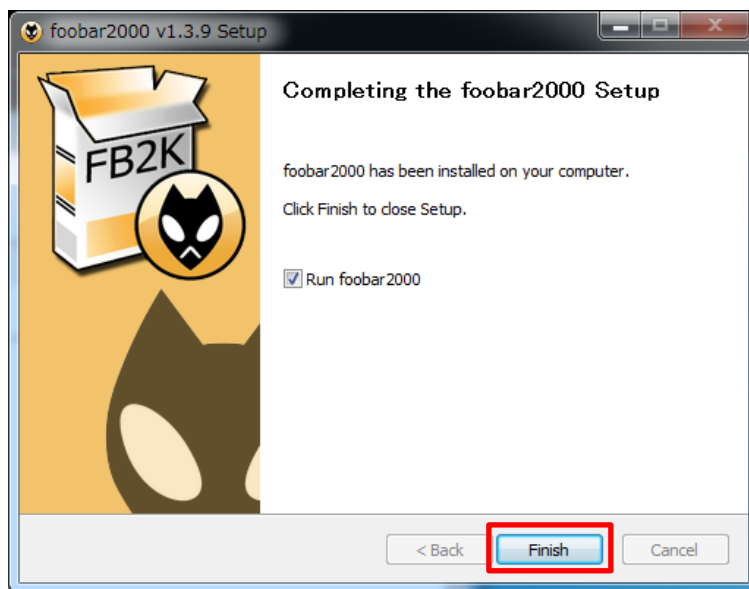 foobar2000 v1.3.9 Setup
Completing the foobar2000 Setup
FB2K
foobar2000 has been installed on your computer.
Click Finish to close Setup.
Run foobar2000
< Back Finish Cancel